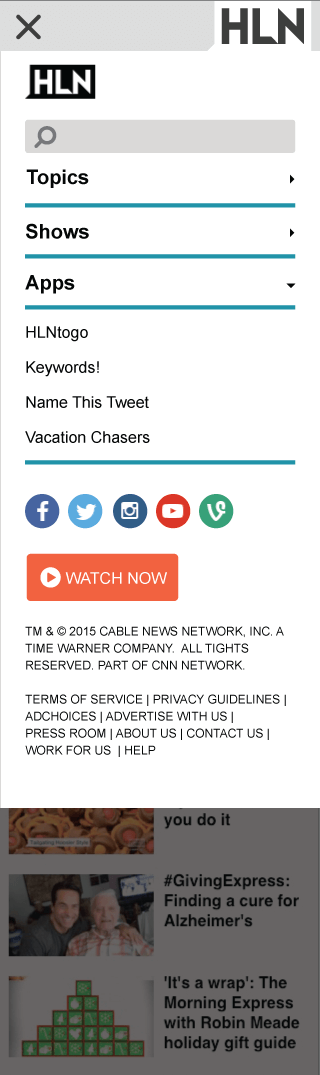 HLN
HLN
Topics
Shows
Apps
HLNtogo
Keywords!
Name This Tweet
Vacation Chasers
WATCH NOW
TM & © 2015 CABLE NEWS NETWORK, INC. A
TIME WARNER COMPANY. ALL TIGHTS
RESERVED. PART OF CNN NETWORK.
TERMS OF SERVICE | PRIVACY GUIDELINES |
ADCHOICES | ADVERTISE WITH US |
PRESS ROOM | ABOUT US | CONTACT US |
WORK FOR US | HELP
you do it
#GivingExpress:
Finding a cure for
Alzheimer's
'It's a wrap': The
Morning Express
with Robin Meade
holiday gift guide